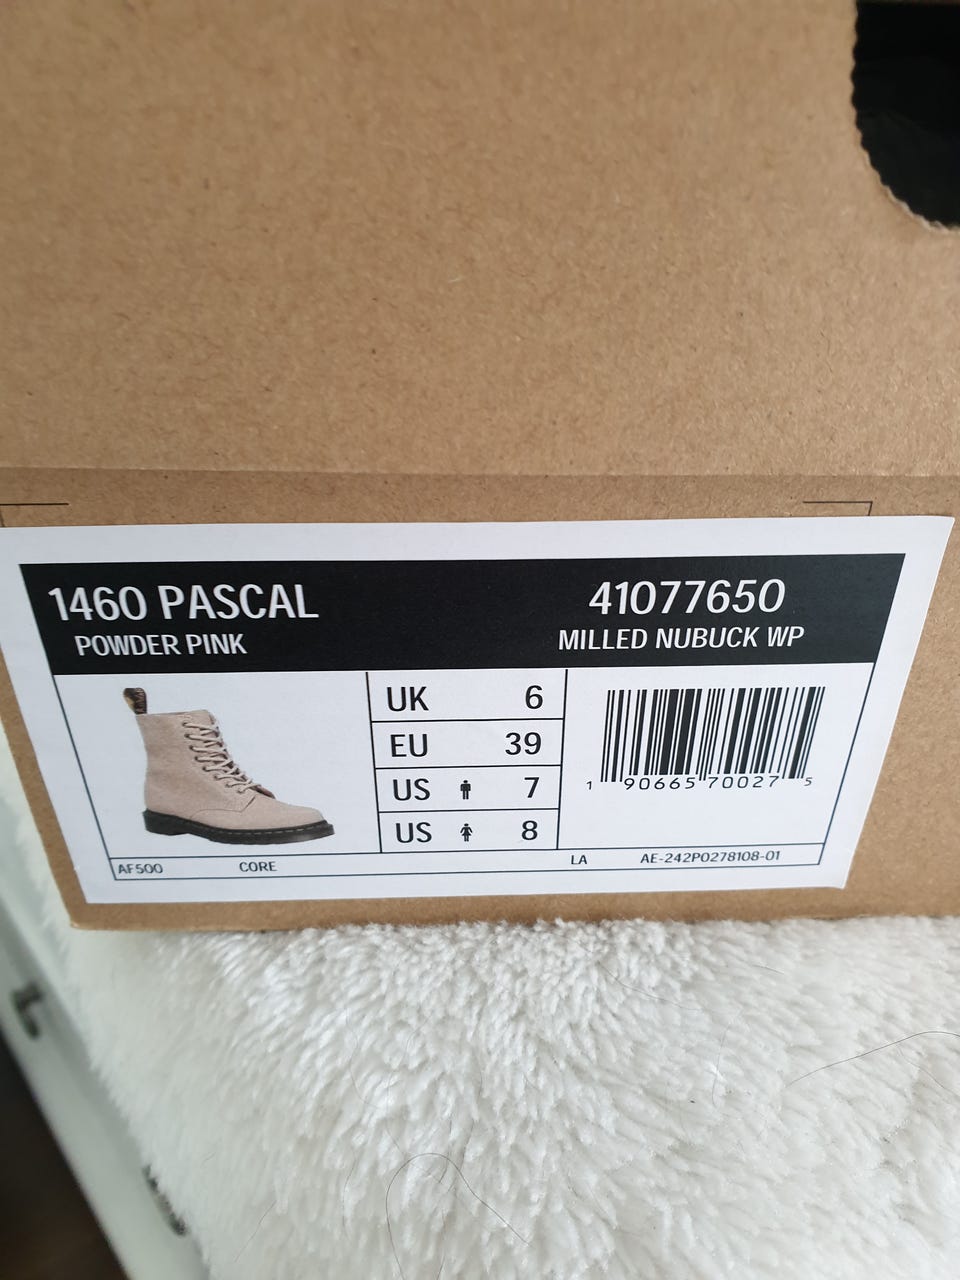 1460 PASCAL
POWDER PINK
41077650
MILLED NUBUCK WP
UK 6
EU 39
US 7
US 8
1 90665 70027 5
AF500 CORE LA AE-242P0278108-01